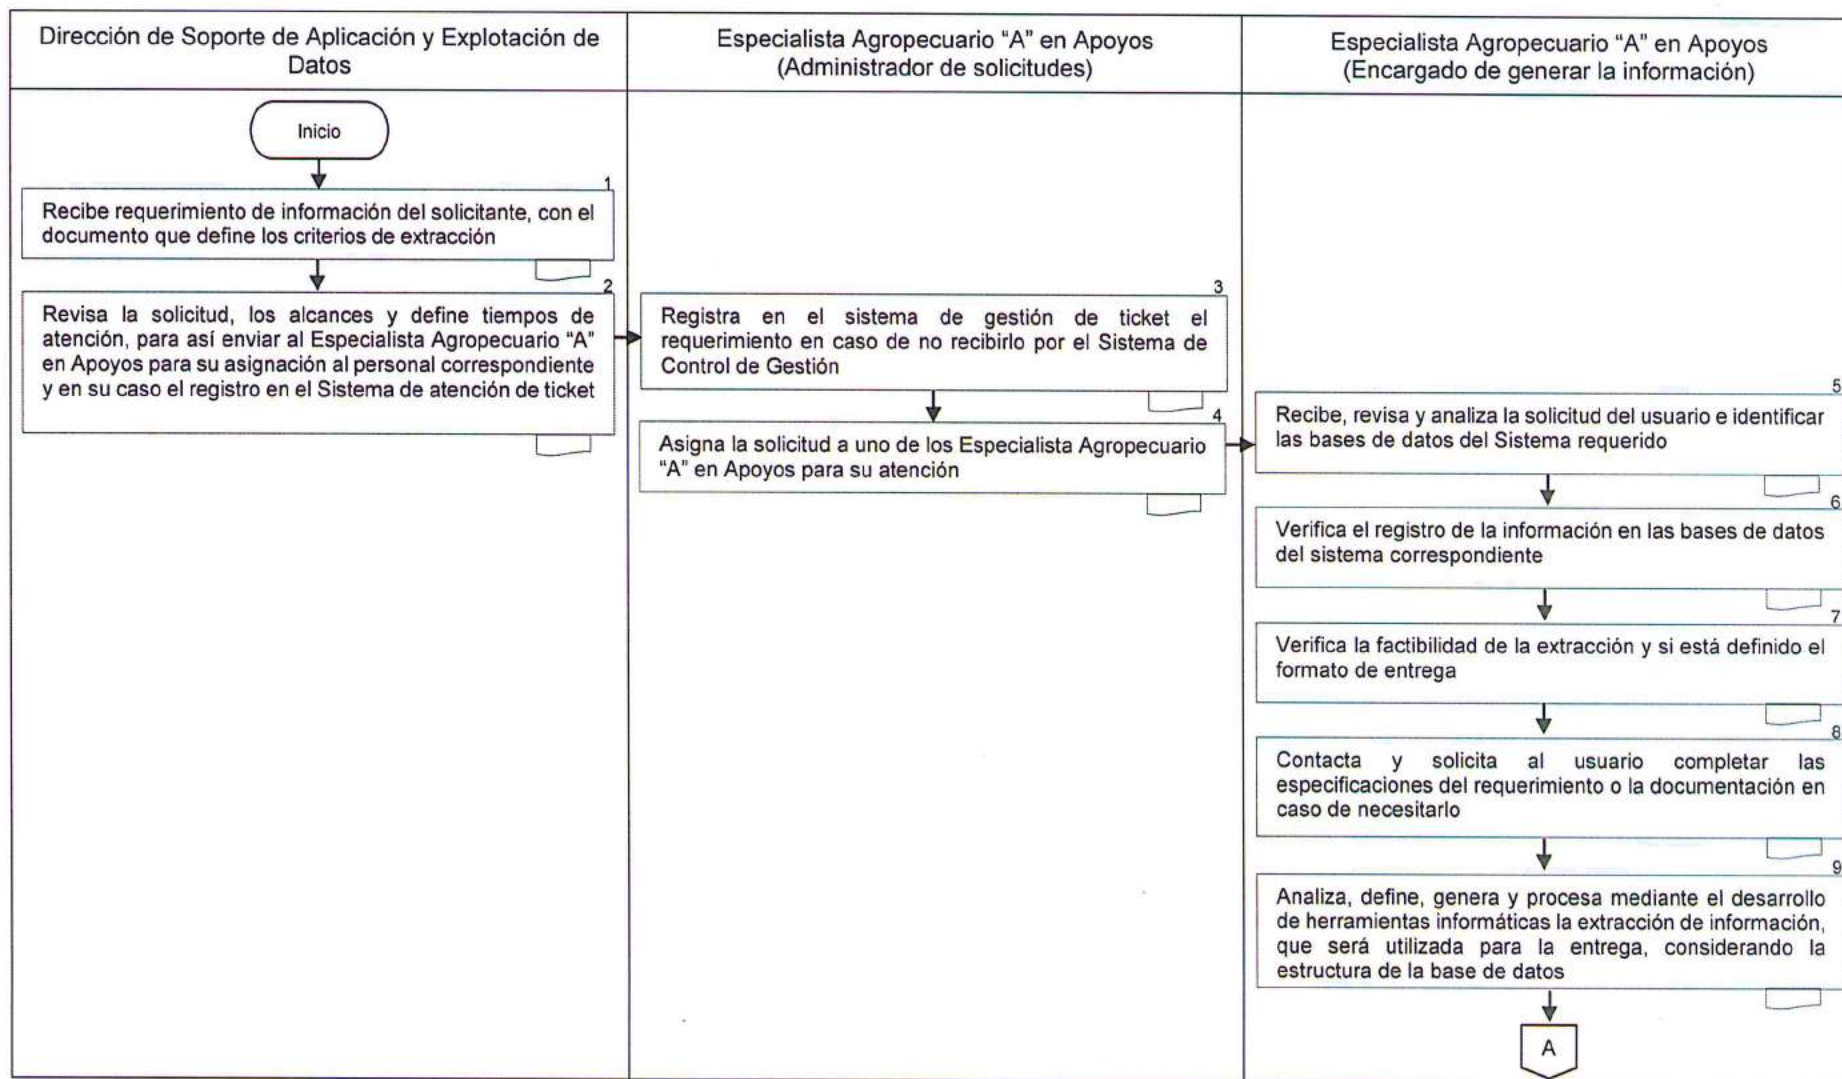 Dirección de Soporte de Aplicación y Explotación de
Datos
Especialista Agropecuario “A” en Apoyos
(Administrador de solicitudes)
Especialista Agropecuario “A” en Apoyos
(Encargado de generar la información)
Inicio
1
Recibe requerimiento de información del solicitante, con el
documento que define los criterios de extracción
2
Revisa la solicitud, los alcances y define tiempos de
atención, para así enviar al Especialista Agropecuario “A”
en Apoyos para su asignación al personal correspondiente
y en su caso el registro en el Sistema de atención de ticket
3
Registra en el sistema de gestión de ticket el
requerimiento en caso de no recibirlo por el Sistema de
Control de Gestión
4
Asigna la solicitud a uno de los Especialista Agropecuario
“A” en Apoyos para su atención
5
Recibe, revisa y analiza la solicitud del usuario e identificar
las bases de datos del Sistema requerido
6
Verifica el registro de la información en las bases de datos
del sistema correspondiente
7
Verifica la factibilidad de la extracción y si está definido el
formato de entrega
8
Contacta y solicita al usuario completar las
especificaciones del requerimiento o la documentación en
caso de necesitarlo
9
Analiza, define, genera y procesa mediante el desarrollo
de herramientas informáticas la extracción de información,
que será utilizada para la entrega, considerando la
estructura de la base de datos
A